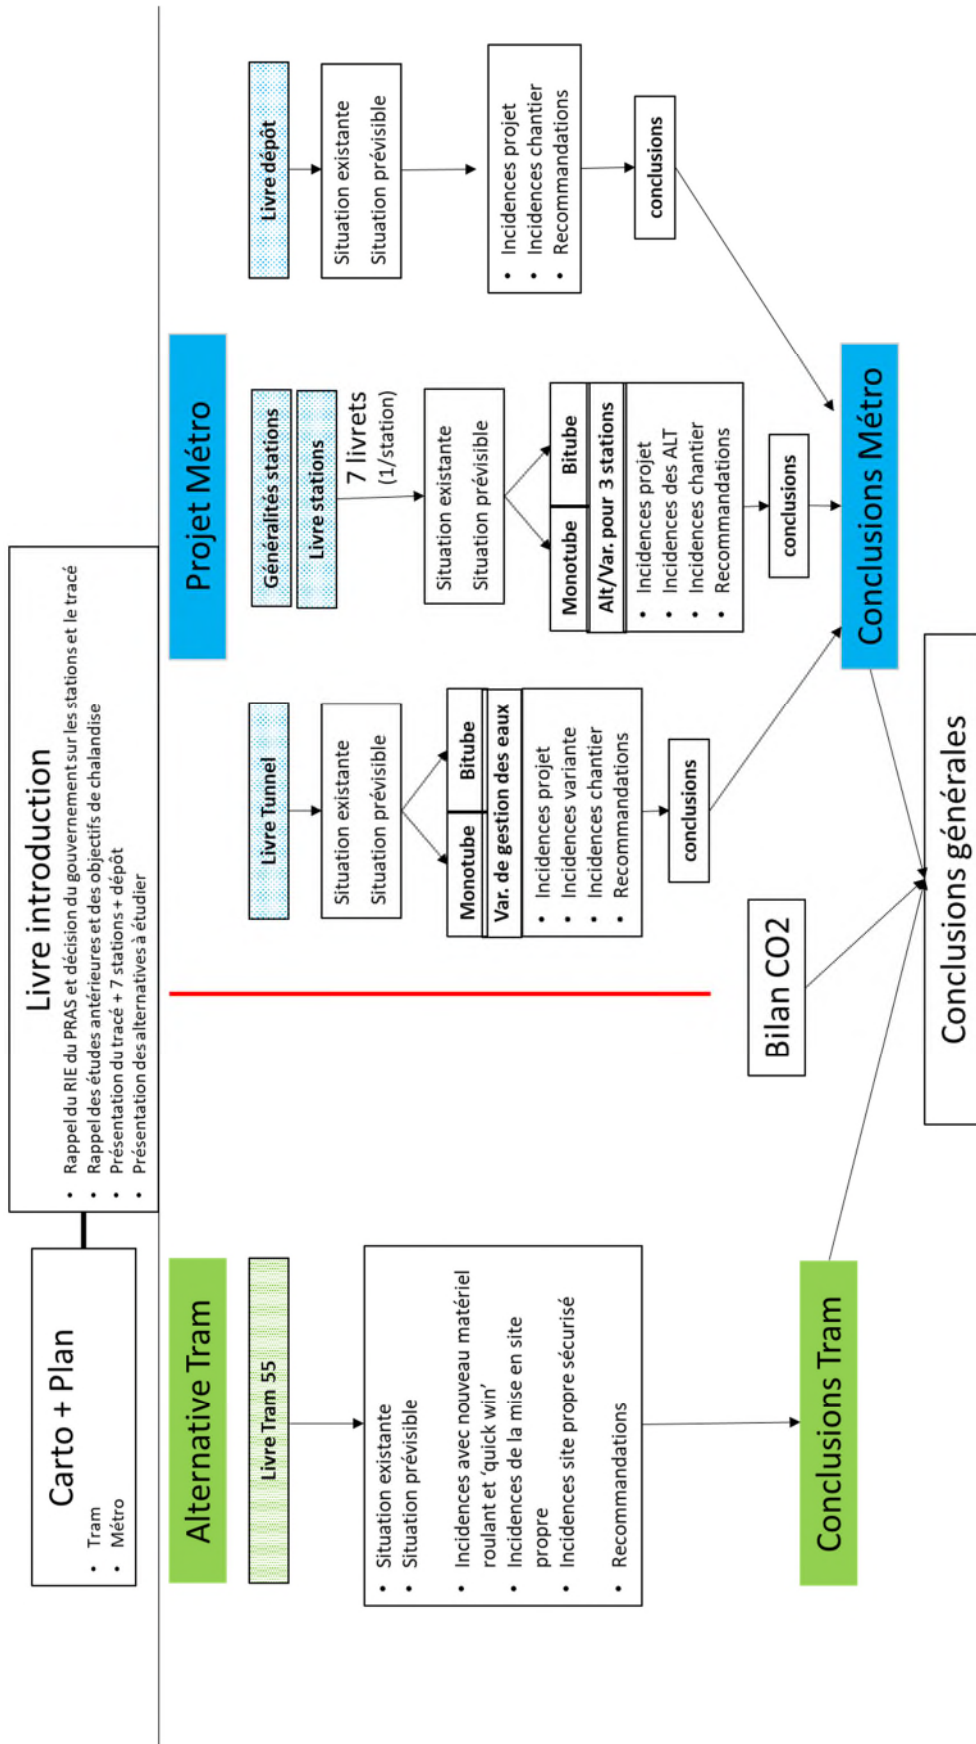 Carto + Plan
• Tram
• Métro
Livre introduction
• Rappel du RIE du PRAS et décision du gouvernement sur les stations et le tracé
• Rappel des études antérieures et des objectifs de chalandise
• Présentation du tracé + 7 stations + dépôt
• Présentation des alternatives à étudier
Alternative Tram
Livre Tram 55
• Situation existante
• Situation prévisible
• Incidences avec nouveau matériel
roulant et ‘quick win’
• Incidences de la mise en site
propre
• Incidences site propre sécurisé
• Recommandations
Conclusions Tram
Projet Métro
Livre Tunnel
Situation existante
Situation prévisible
Monotube
Bitube
Var. de gestion des eaux
• Incidences projet
• Incidences variante
• Incidences chantier
• Recommandations
conclusions
Généralités stations
Livre stations
7 livrets
(1/station)
Situation existante
Situation prévisible
Monotube
Bitube
Alt/Var. pour 3 stations
• Incidences projet
• Incidences des ALT
• Incidences chantier
• Recommandations
conclusions
Livre dépôt
Situation existante
Situation prévisible
• Incidences projet
• Incidences chantier
• Recommandations
conclusions
Conclusions Métro
Bilan CO2
Conclusions générales